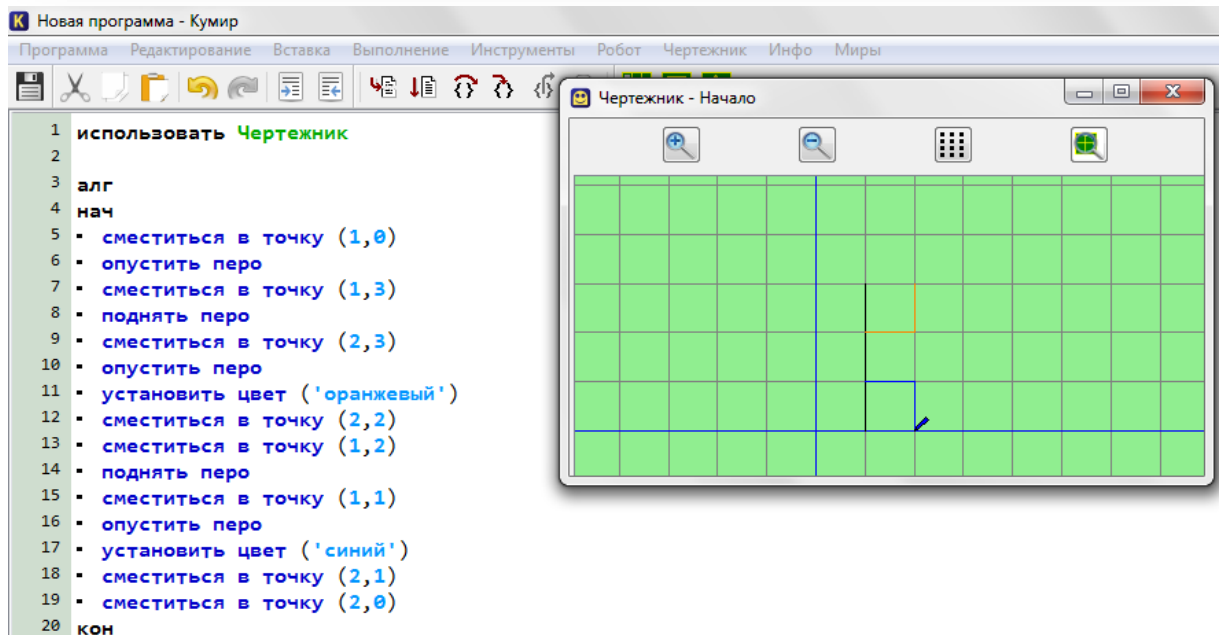 Новая программа - Кумир
Программа Редактирование Вставка Выполнение Инструменты Робот Чертежник Инфо Миры
Чертежник - Начало
1 использовать Чертежник
2
3 алг
4 нач
5 ▪ сместиться в точку (1,0)
6 ▪ опустить перо
7 ▪ сместиться в точку (1,3)
8 ▪ поднять перо
9 ▪ сместиться в точку (2,3)
10 ▪ опустить перо
11 ▪ установить цвет ('оранжевый')
12 ▪ сместиться в точку (2,2)
13 ▪ сместиться в точку (1,2)
14 ▪ поднять перо
15 ▪ сместиться в точку (1,1)
16 ▪ опустить перо
17 ▪ установить цвет ('синий')
18 ▪ сместиться в точку (2,1)
19 ▪ сместиться в точку (2,0)
20 кон